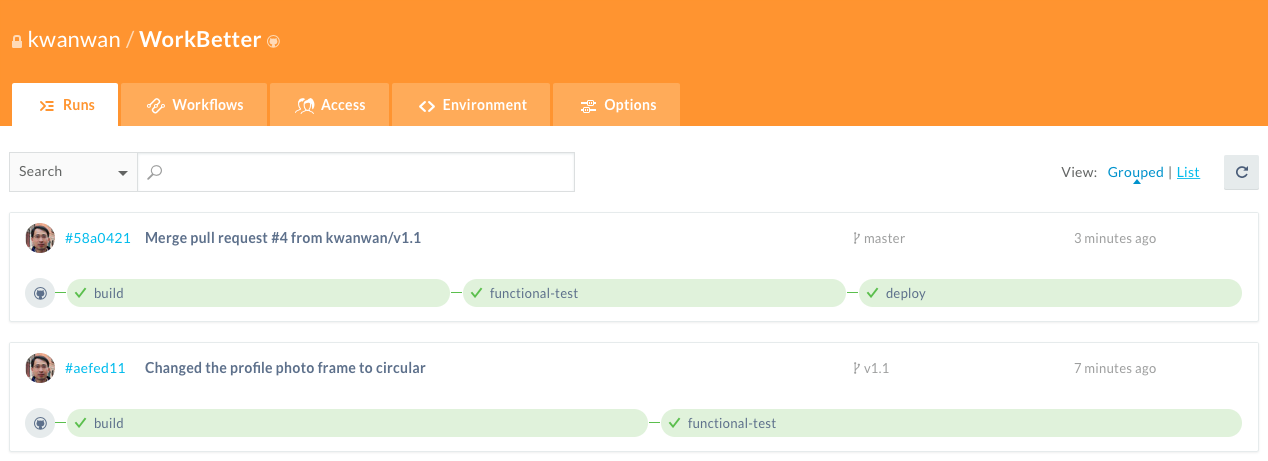 kwanwan / WorkBetter
Runs Workflows Access Environment Options
Search View: Grouped | List
#58a0421 Merge pull request #4 from kwanwan/v1.1 master 3 minutes ago
build functional-test deploy
#aefed11 Changed the profile photo frame to circular v1.1 7 minutes ago
build functional-test